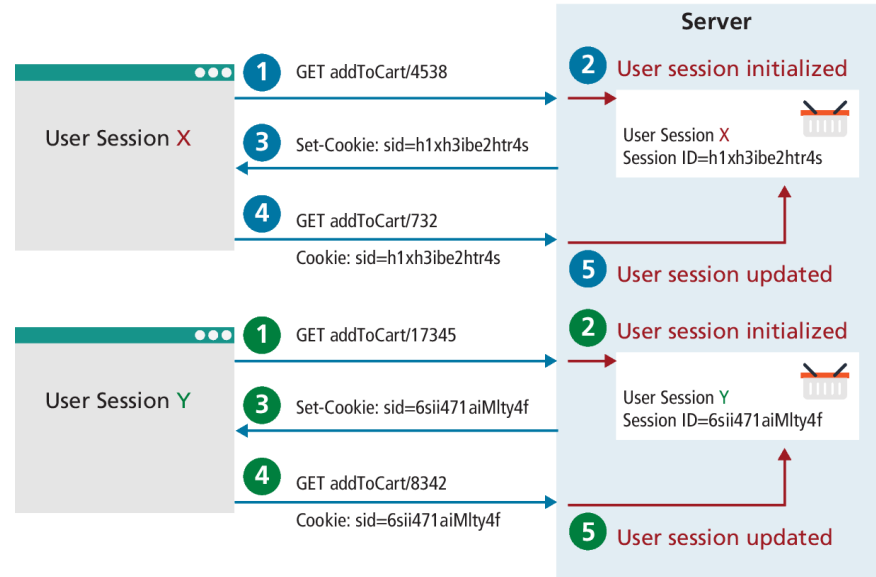 Server
1 GET addToCart/4538
2 User session initialized
User Session X
3 Set-Cookie: sid=h1xh3ibe2htr4s
User Session X
Session ID=h1xh3ibe2htr4s
4 GET addToCart/732
Cookie: sid=h1xh3ibe2htr4s
5 User session updated
1 GET addToCart/17345
2 User session initialized
User Session Y
3 Set-Cookie: sid=6sii471aiMlty4f
User Session Y
Session ID=6sii471aiMlty4f
4 GET addToCart/8342
Cookie: sid=6sii471aiMlty4f
5 User session updated